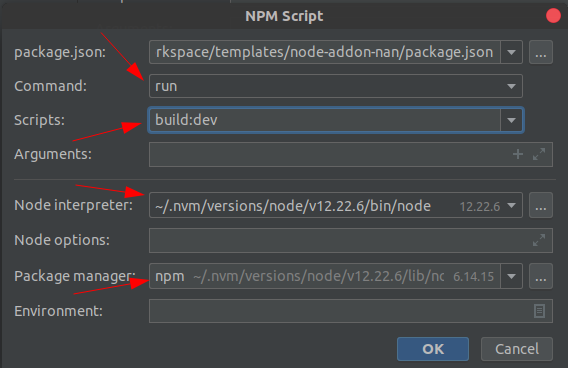 NPM Script
package.json: rkspace/templates/node-addon-nan/package.json ...
Command: run
Scripts: build:dev
Arguments:
Node interpreter: ~/.nvm/versions/node/v12.22.6/bin/node 12.22.6 ...
Node options:
Package manager: npm ~/.nvm/versions/node/v12.22.6/lib/nc 6.14.15 ...
Environment:
OK Cancel